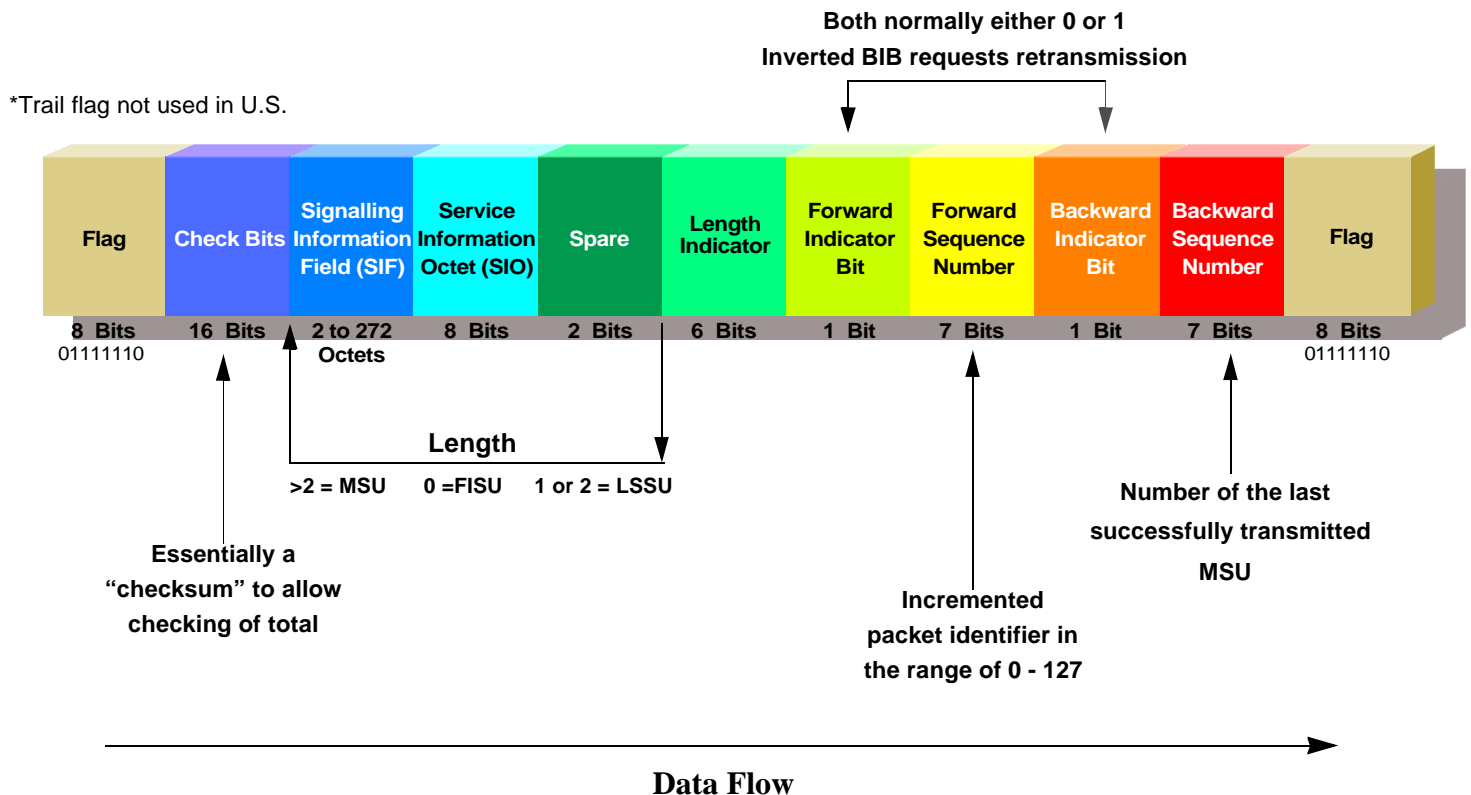 Both normally either 0 or 1
Inverted BIB requests retransmission
*Trail flag not used in U.S.
Flag
Check Bits
Signalling
Information
Field (SIF)
Service
Information
Octet (SIO)
Spare
Length
Indicator
Forward
Indicator
Bit
Forward
Sequence
Number
Backward
Indicator
Bit
Backward
Sequence
Number
Flag
8 Bits
01111110
16 Bits
2 to 272
Octets
8 Bits
2 Bits
6 Bits
1 Bit
7 Bits
1 Bit
7 Bits
8 Bits
01111110
Length
>2 = MSU 0 =FISU 1 or 2 = LSSU
Essentially a
“checksum” to allow
checking of total
Incremented
packet identifier in
the range of 0 - 127
Number of the last
successfully transmitted
MSU
Data Flow